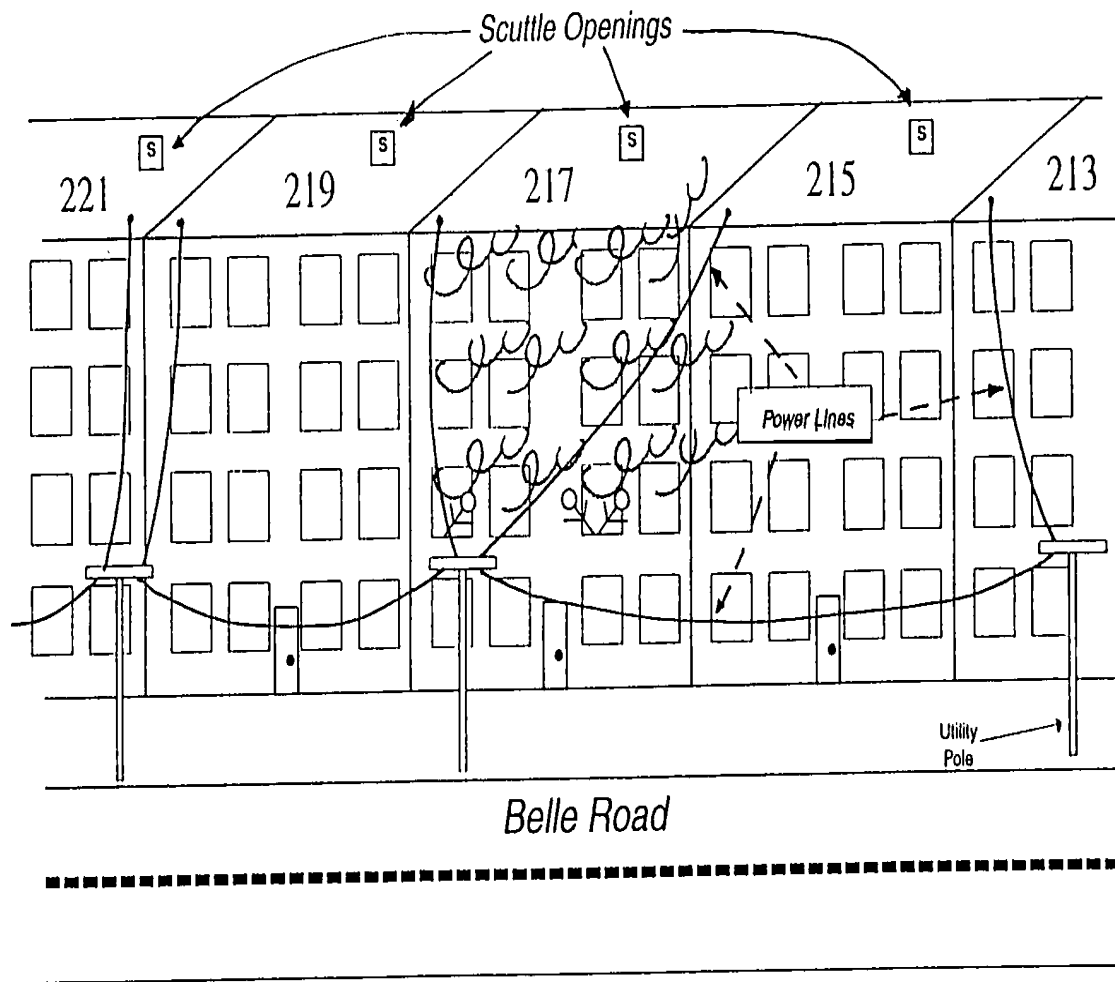 Scuttle Openings
S S S S
221 219 217 215 213
Power Lines
Utility
Pole
Belle Road